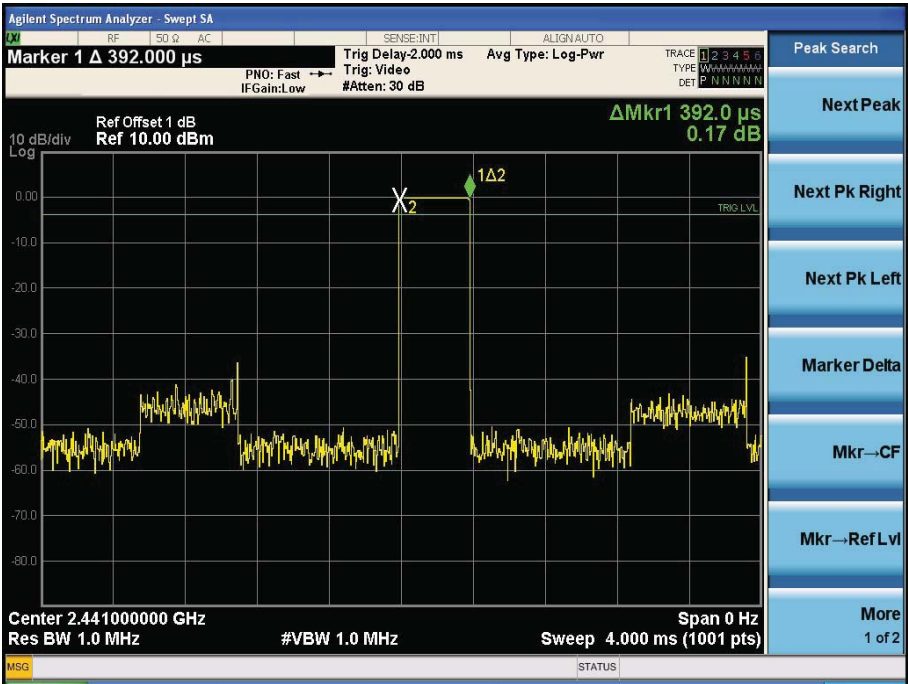 Agilent Spectrum Analyzer - Swept SA
LXI RF 50 Ω AC SENSE:INT ALIGN AUTO
Marker 1 Δ 392.000 µs
PNO: Fast
IFGain:Low
Trig Delay-2.000 ms
Trig: Video
#Atten: 30 dB
Avg Type: Log-Pwr
TRACE 1 2 3 4 5 6
TYPE W
DET P N N N N N
ΔMkr1 392.0 µs
0.17 dB
Ref Offset 1 dB
10 dB/div Ref 10.00 dBm
Log
1Δ2
0.00
2
TRIG LVL
-10.0
-20.0
-30.0
-40.0
-50.0
-60.0
-70.0
-80.0
Center 2.441000000 GHz Span 0 Hz
Res BW 1.0 MHz #VBW 1.0 MHz Sweep 4.000 ms (1001 pts)
MSG STATUS
Peak Search
Next Peak
Next Pk Right
Next Pk Left
Marker Delta
Mkr→CF
Mkr→Ref Lvl
More
1 of 2